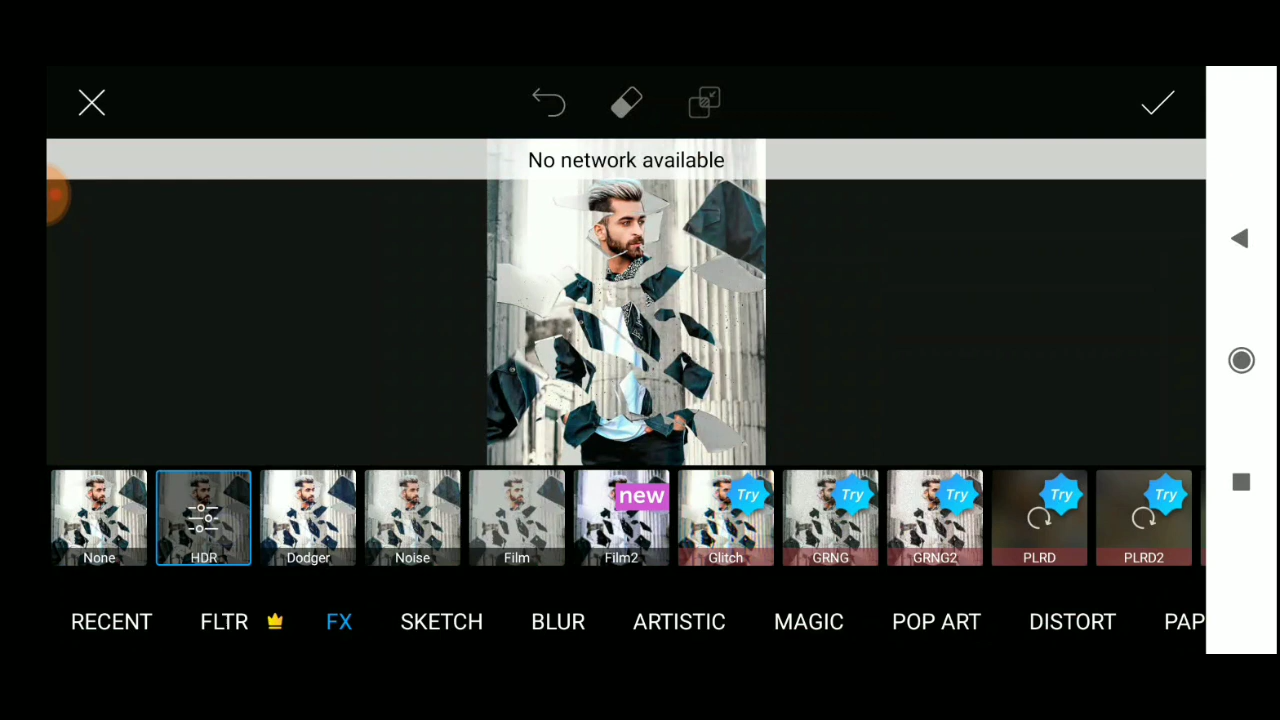 No network available
new
Try
Try
Try
Try
Try
None
HDR
Dodger
Noise
Film
Film2
Glitch
GRNG
GRNG2
PLRD
PLRD2
RECENT FLTR FX SKETCH BLUR ARTISTIC MAGIC POP ART DISTORT PAP